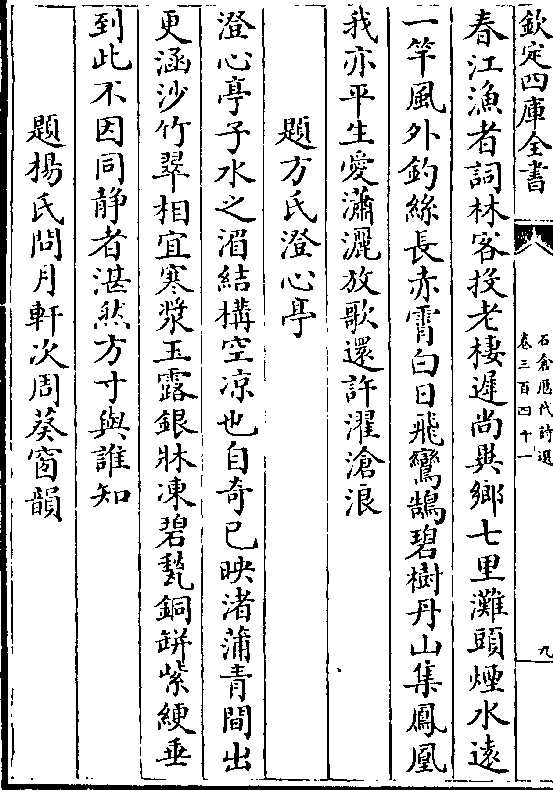 欽定四庫全書
石倉歷代詩選
卷三百四十一
九
春江漁者詞林客投老棲遲尚異鄉七里灘頭煙水遠
一竿風外釣絲長赤霄白日飛鸞鵠碧樹丹山集鳳凰
我亦平生愛瀟灑放歌還許濯滄浪
題方氏澄心亭
澄心亭子水之湄結構空凉也自奇已映渚蒲青間出
更涵沙竹翠相宜寒漿玉露銀牀凍碧甃銅缾紫綆垂
到此不因同静者湛然方寸與誰知
題楊氏問月軒次周葵窗韻